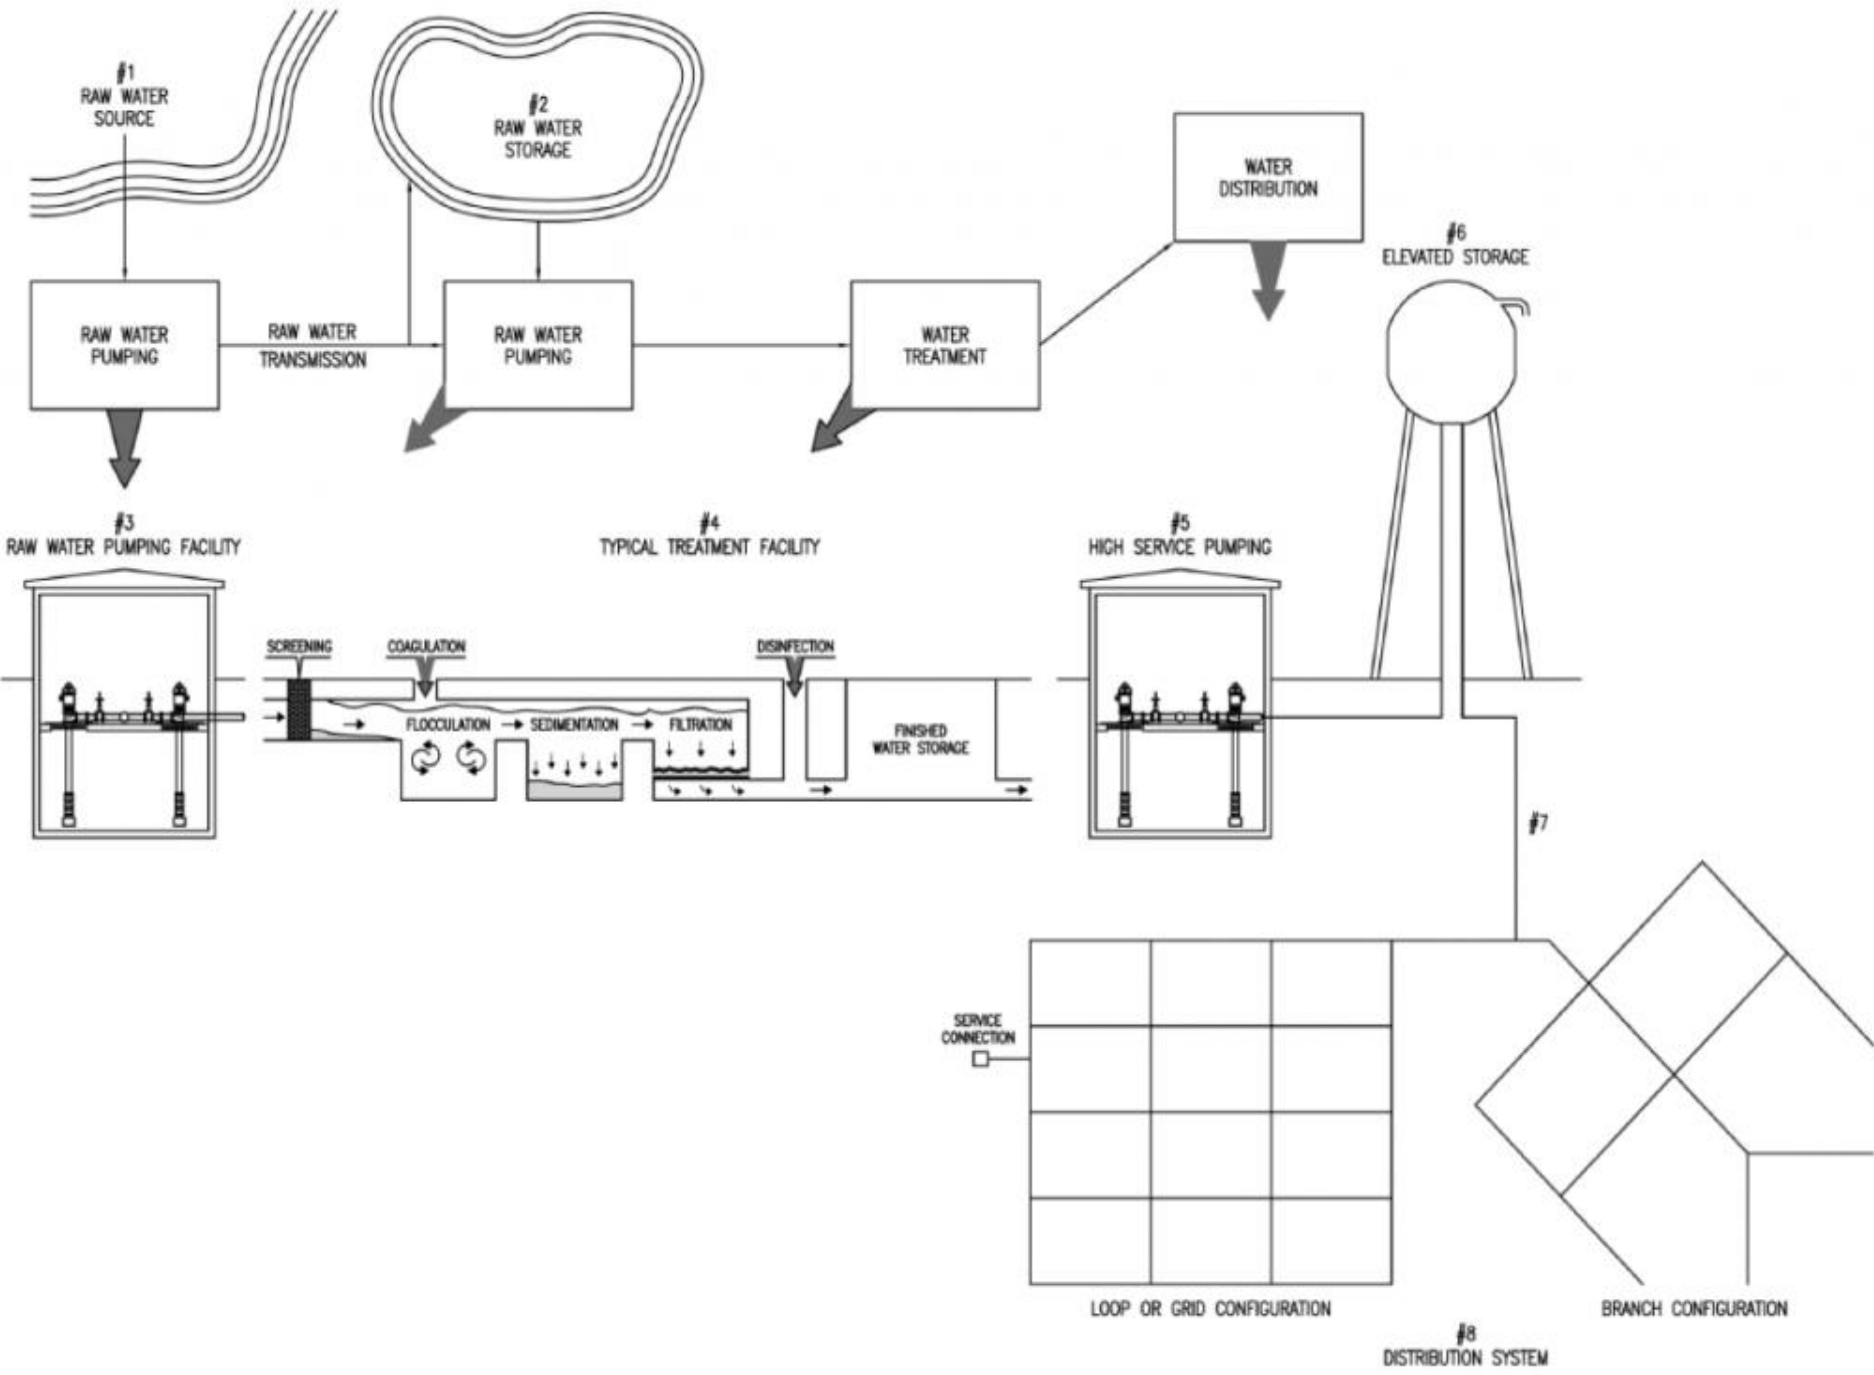 #1
RAW WATER
SOURCE
#2
RAW WATER
STORAGE
WATER
DISTRIBUTION
#6
ELEVATED STORAGE
RAW WATER
PUMPING
RAW WATER
TRANSMISSION
RAW WATER
PUMPING
WATER
TREATMENT
#3
RAW WATER PUMPING FACILITY
#4
TYPICAL TREATMENT FACILITY
#5
HIGH SERVICE PUMPING
SCREENING
COAGULATION
DISINFECTION
FLOCCULATION
SEDIMENTATION
FILTRATION
FINISHED
WATER STORAGE
#7
SERVICE
CONNECTION
LOOP OR GRID CONFIGURATION
BRANCH CONFIGURATION
#8
DISTRIBUTION SYSTEM